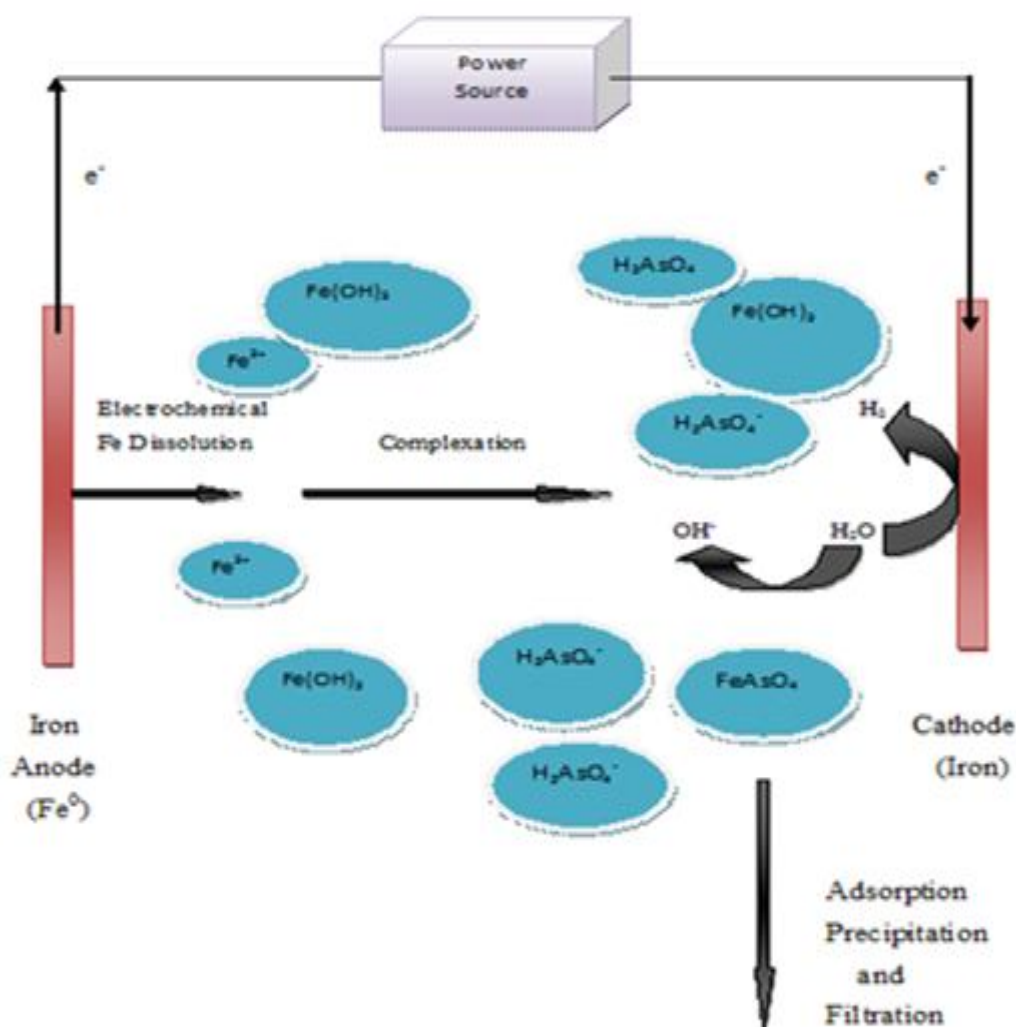 Power
Source
e⁻
e⁻
H₃AsO₄
Fe(OH)₃
Fe(OH)₃
Fe²⁺
H₂AsO₄⁻
H₂
Electrochemical
Fe Dissolution
Complexation
OH⁻
H₂O
Fe²⁺
H₂AsO₄⁻
Fe(OH)₃
FeAsO₄
H₂AsO₄⁻
Iron
Anode
(Fe⁰)
Cathode
(Iron)
Adsorption
Precipitation
and
Filtration